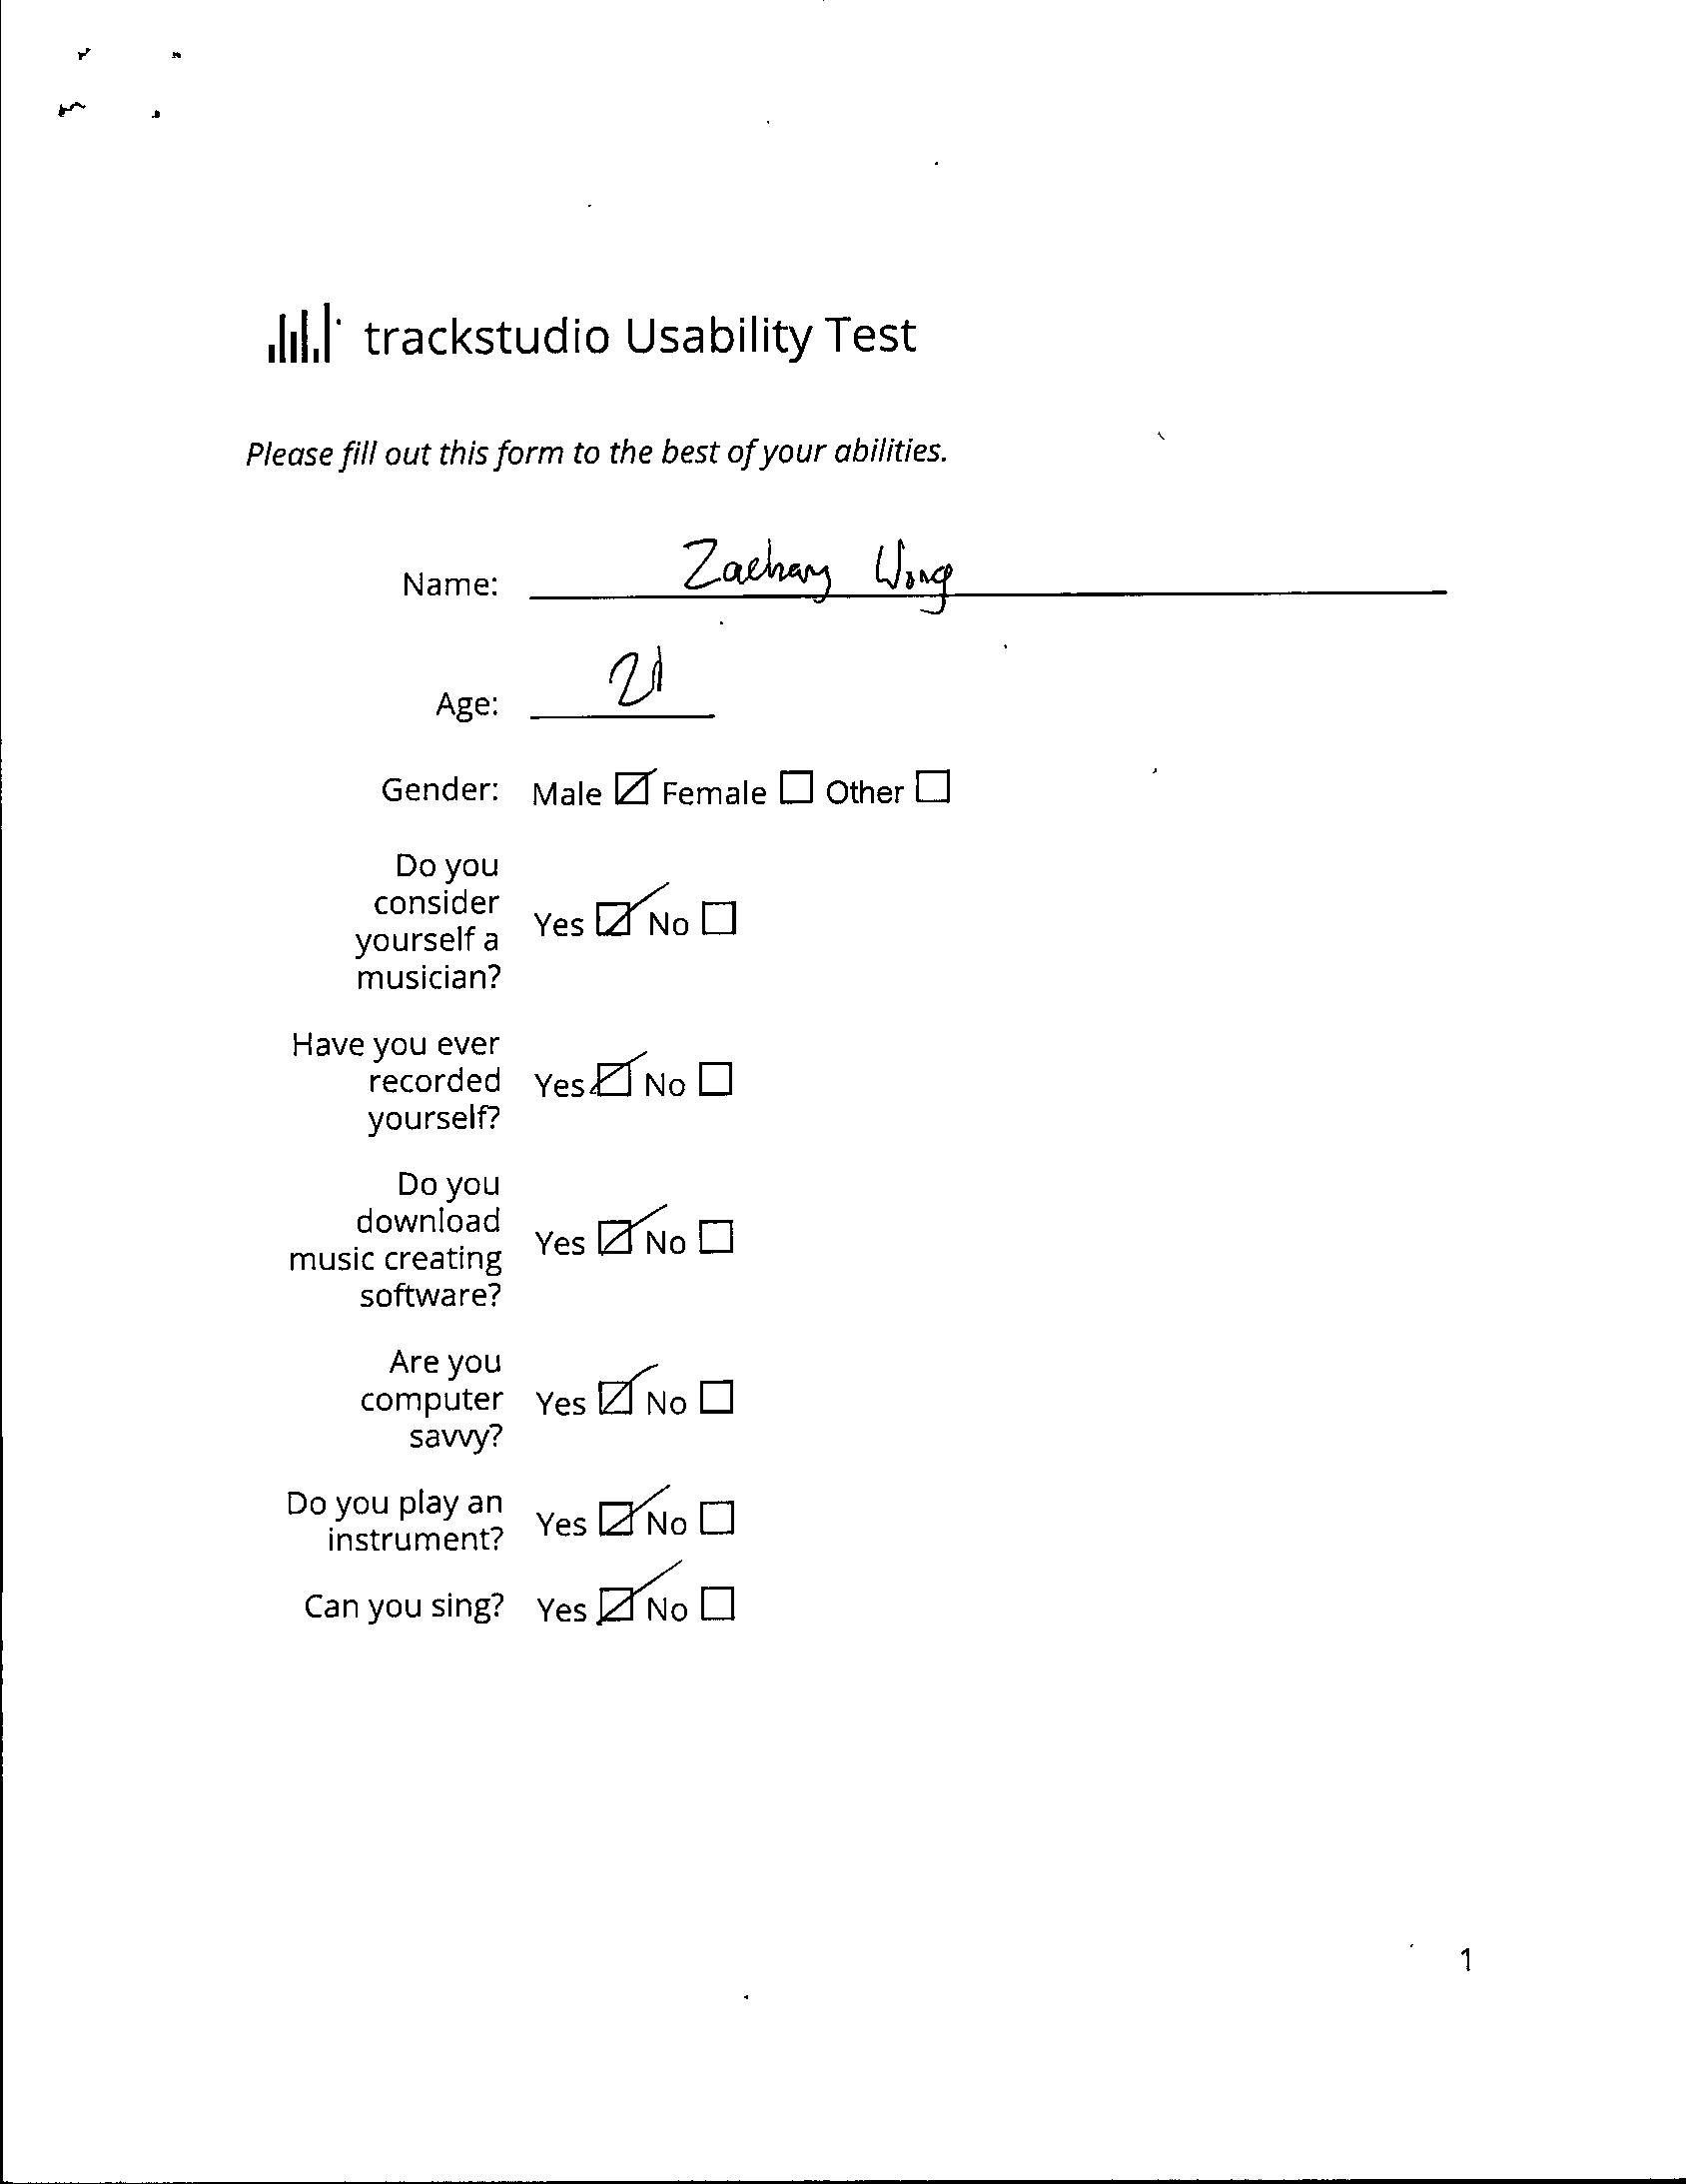 trackstudio Usability Test
Please fill out this form to the best of your abilities.
Name: Zachary Wong
Age: 21
Gender: Male Female Other
Do you
consider
yourself a
musician?
Yes No
Have you ever
recorded
yourself?
Yes No
Do you
download
music creating
software?
Yes No
Are you
computer
savvy?
Yes No
Do you play an
instrument?
Yes No
Can you sing? Yes No
1